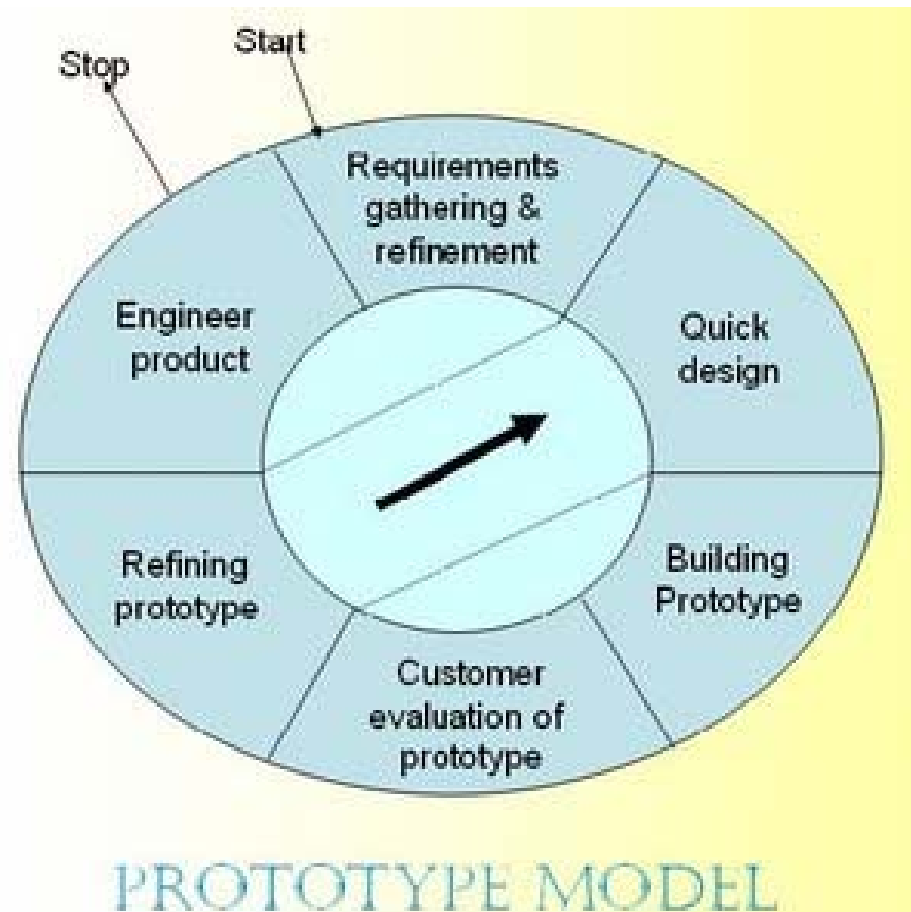 Stop
Start
Requirements
gathering &
refinement
Quick
design
Building
Prototype
Customer
evaluation of
prototype
Refining
prototype
Engineer
product
PROTOTYPE MODEL